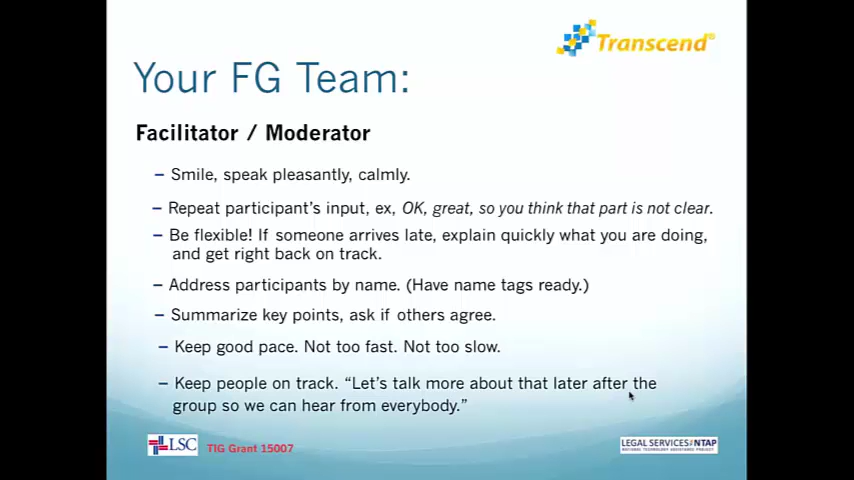 Transcend®
Your FG Team:
Facilitator / Moderator
– Smile, speak pleasantly, calmly.
– Repeat participant's input, ex, OK, great, so you think that part is not clear.
– Be flexible! If someone arrives late, explain quickly what you are doing,
and get right back on track.
– Address participants by name. (Have name tags ready.)
– Summarize key points, ask if others agree.
– Keep good pace. Not too fast. Not too slow.
– Keep people on track. “Let's talk more about that later after the
group so we can hear from everybody.”
LSC
TIG Grant 15007
LEGAL SERVICES NTAP
NATIONAL TECHNOLOGY ASSISTANCE PROJECT